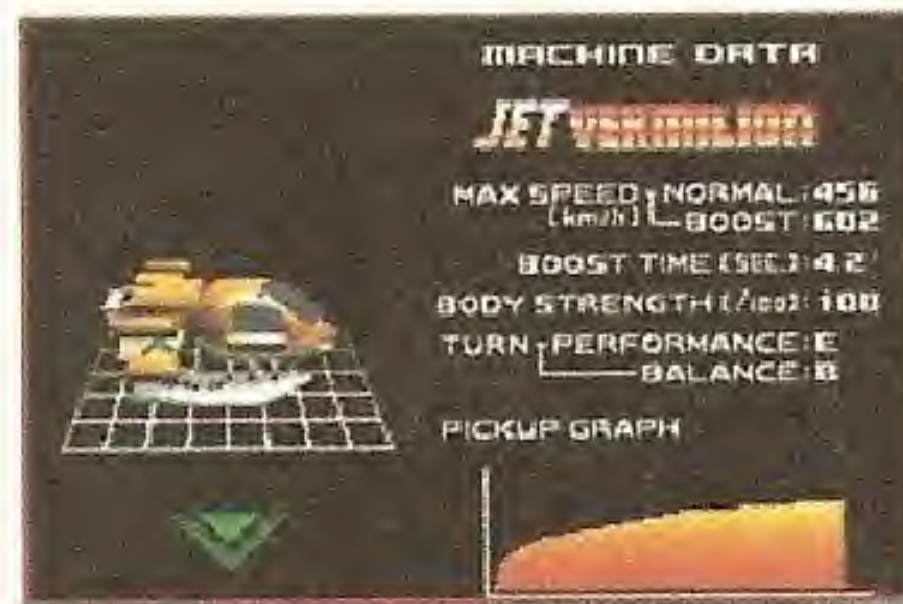 MACHINE DATA
JET VERMILION
MAX SPEED NORMAL:456
[km/h] BOOST:602
BOOST TIME (SEC.):4.2
BODY STRENGTH (/100):100
TURN PERFORMANCE:E
BALANCE:B
PICKUP GRAPH